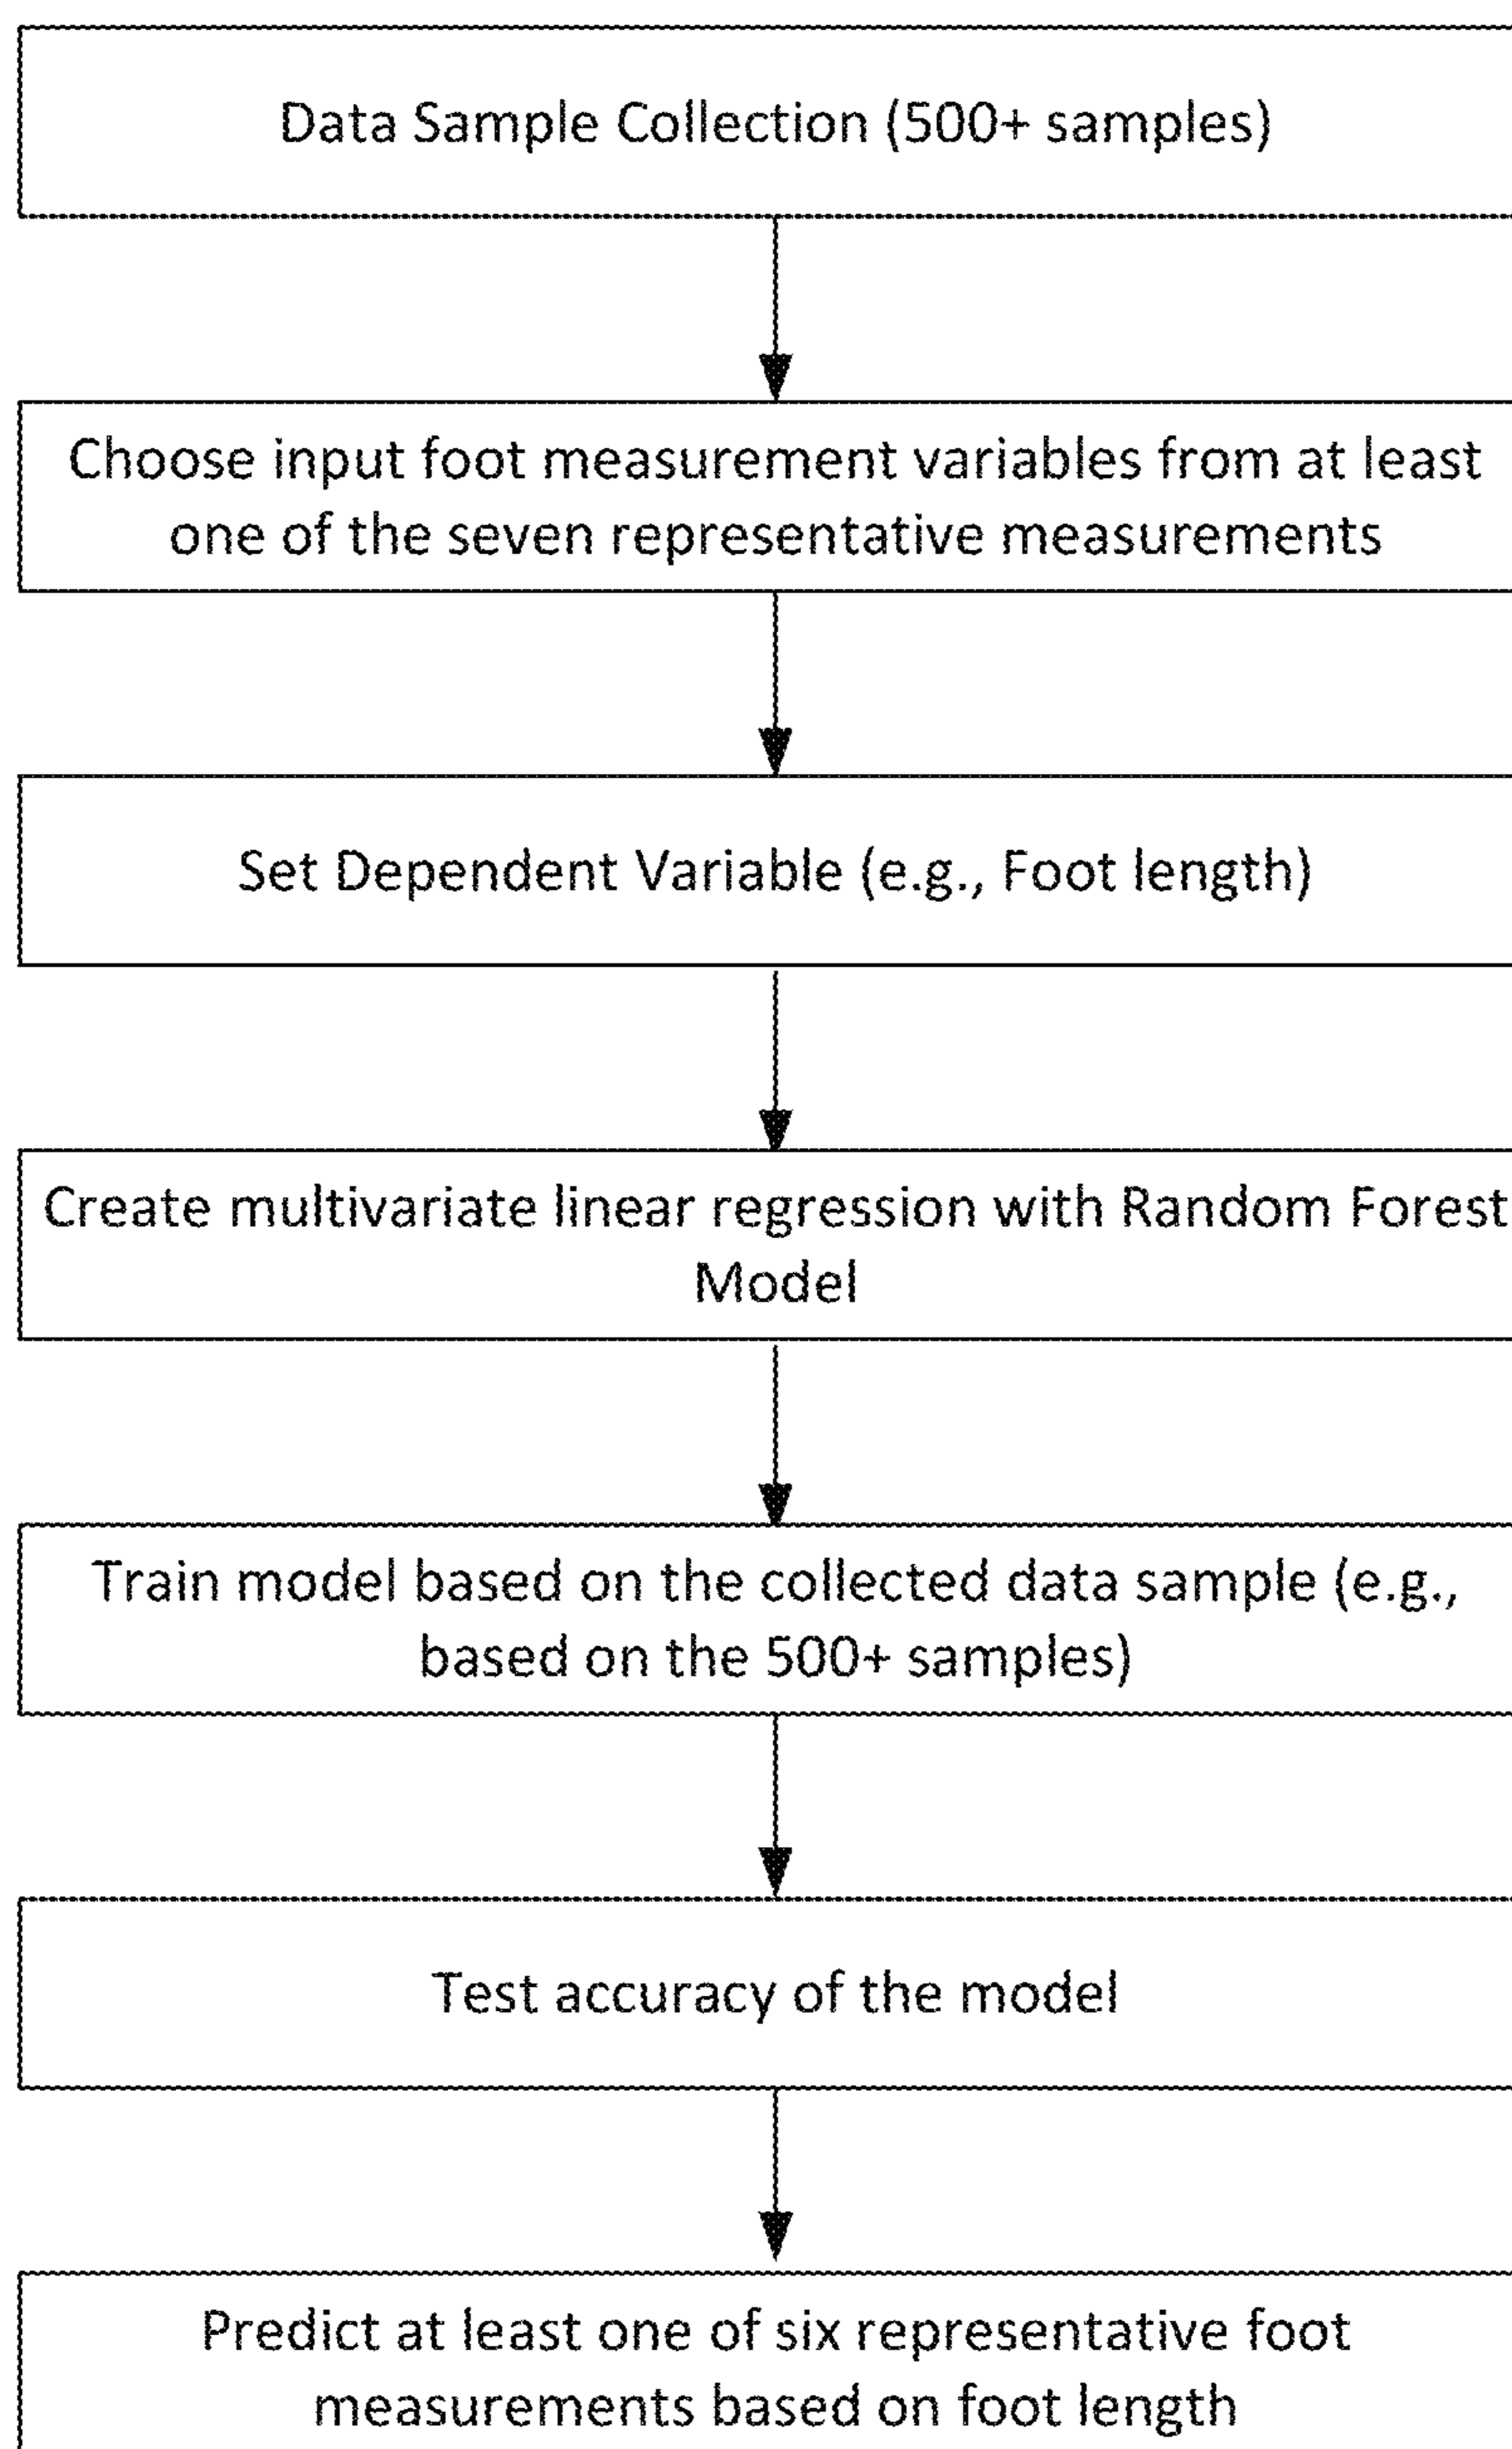 Data Sample Collection (500+ samples)
Choose input foot measurement variables from at least
one of the seven representative measurements
Set Dependent Variable (e.g., Foot length)
Create multivariate linear regression with Random Forest
Model
Train model based on the collected data sample (e.g.,
based on the 500+ samples)
Test accuracy of the model
Predict at least one of six representative foot
measurements based on foot length